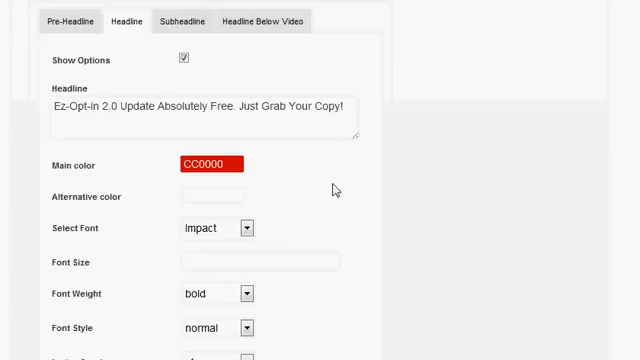 Pre-Headline Headline Subheadline Headline Below Video
Show Options
Headline
Ez-Opt-In 2.0 Update Absolutely Free. Just Grab Your Copy!
Main color CC0000
Alternative color
Select Font Impact
Font Size
Font Weight bold
Font Style normal